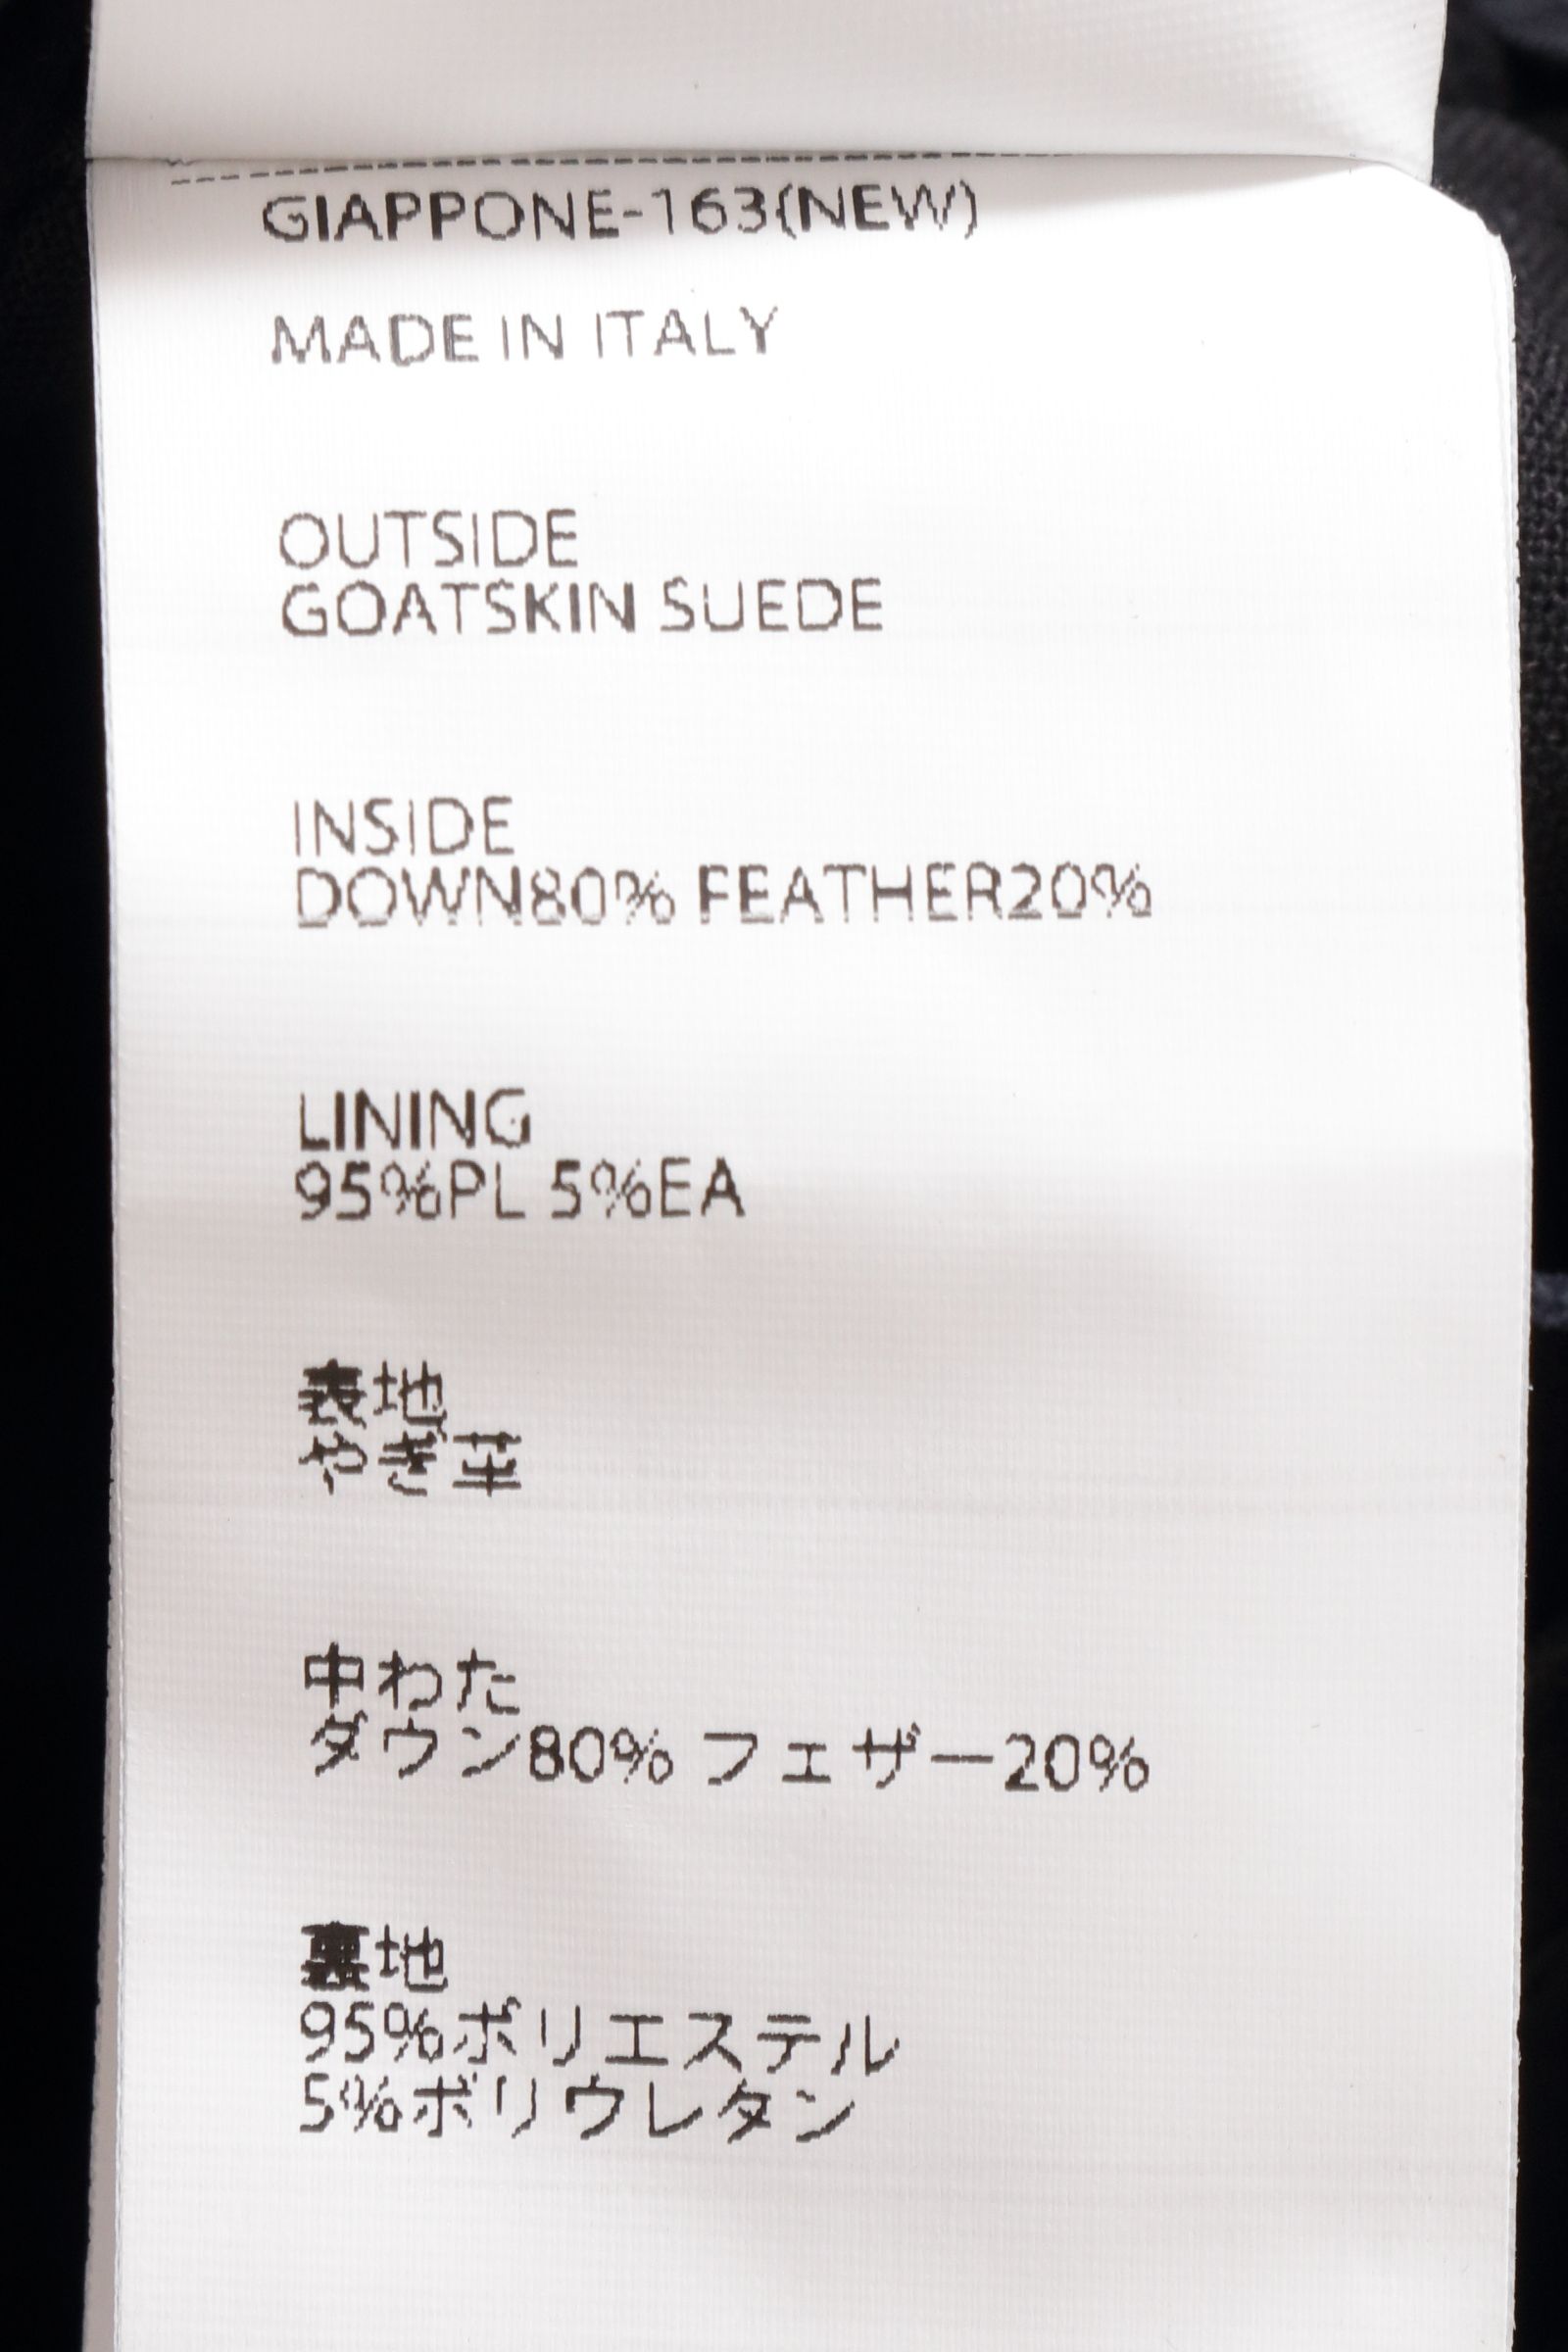 GIAPPONE-163(NEW)
MADE IN ITALY
OUTSIDE
GOATSKIN SUEDE
INSIDE
DOWN80% FEATHER20%
LINING
95%PL 5%EA
表地
やぎ革
中わた
ダウン80% フェザー20%
裏地
95%ポリエステル
5%ポリウレタン